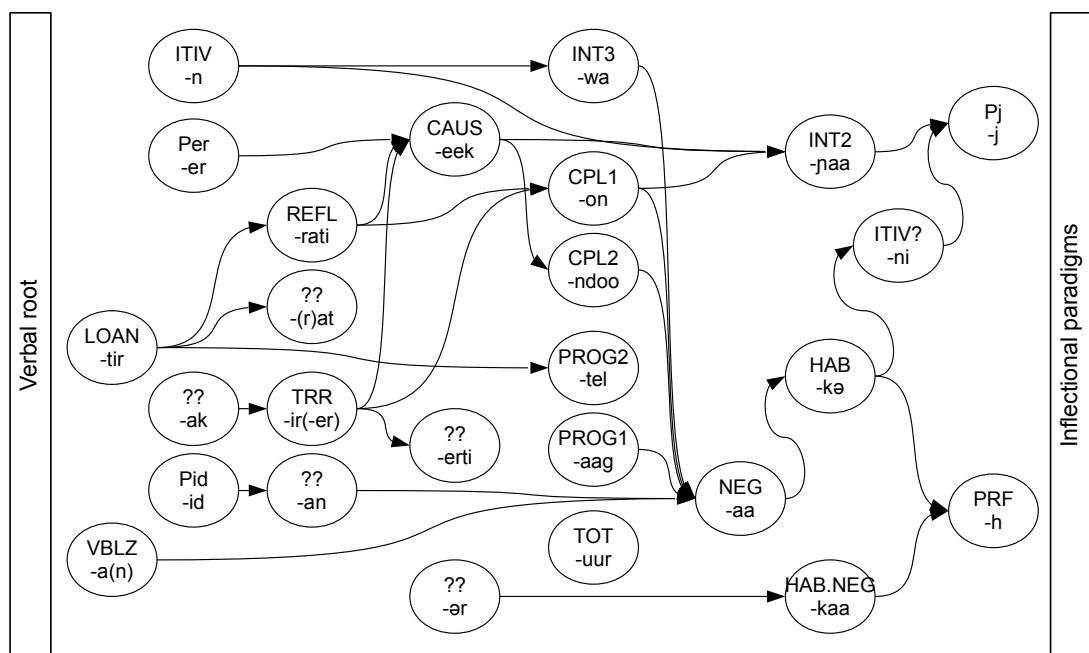 Verbal root
ITIV
-n
Per
-er
LOAN
-tir
??
-ak
Pid
-id
VBLZ
-a(n)
REFL
-rati
??
-(r)at
TRR
-ir(-er)
??
-an
CAUS
-eek
??
-erti
??
-ər
INT3
-wa
CPL1
-on
CPL2
-ndoo
PROG2
-tel
PROG1
-aag
TOT
-uur
NEG
-aa
INT2
-ɲaa
HAB
-kə
HAB.NEG
-kaa
ITIV?
-ni
Pj
-j
PRF
-h
Inflectional paradigms